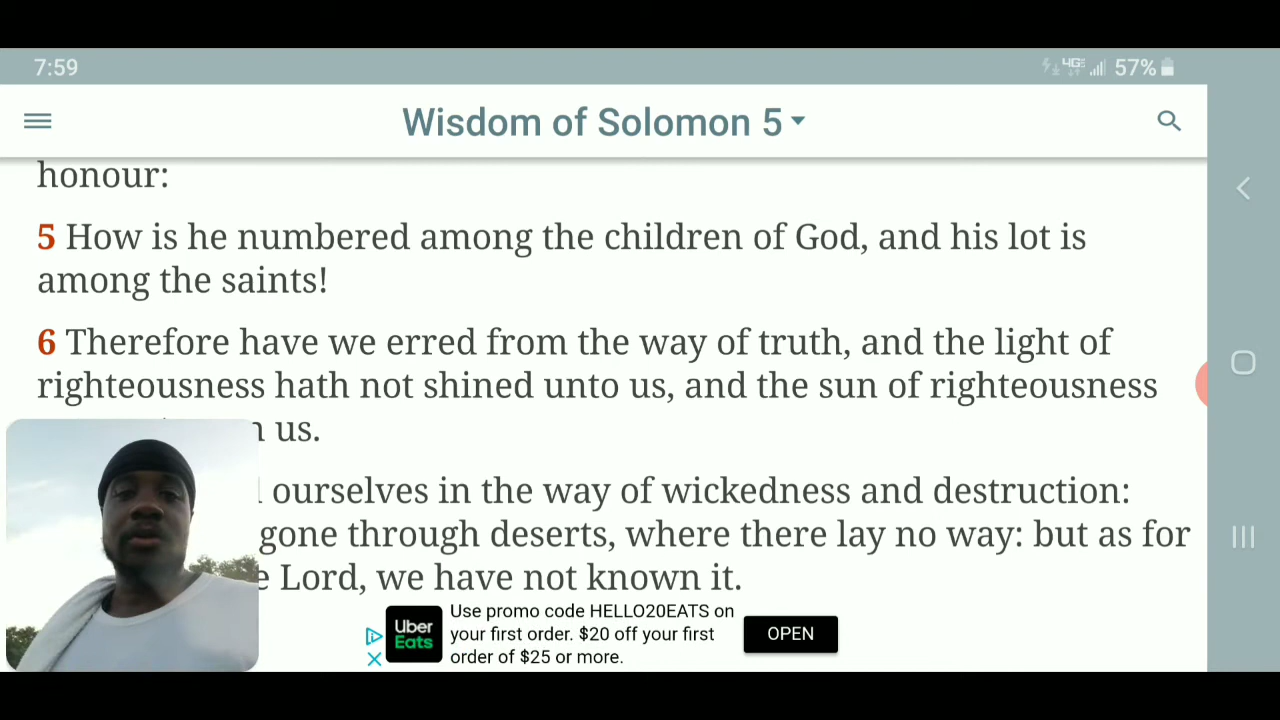 7:59
4G
57%
Wisdom of Solomon 5
honour:
5 How is he numbered among the children of God, and his lot is
among the saints!
6 Therefore have we erred from the way of truth, and the light of
righteousness hath not shined unto us, and the sun of righteousness
us.
ourselves in the way of wickedness and destruction:
gone through deserts, where there lay no way: but as for
Lord, we have not known it.
Uber
Eats
Use promo code HELLO20EATS on
your first order. $20 off your first
order of $25 or more.
OPEN